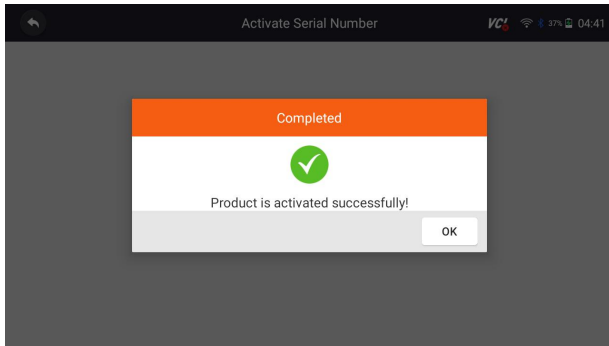 Activate Serial Number
VCI 37% 04:41
Completed
Product is activated successfully!
OK